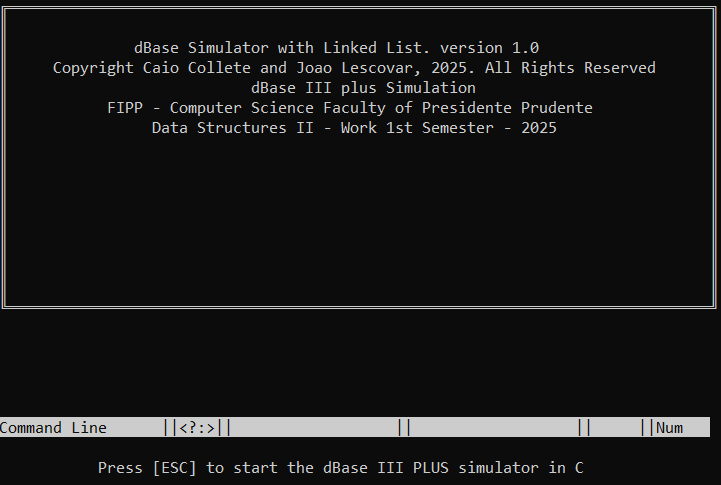 dBase Simulator with Linked List. version 1.0
Copyright Caio Collete and Joao Lescovar, 2025. All Rights Reserved
dBase III plus Simulation
FIPP - Computer Science Faculty of Presidente Prudente
Data Structures II - Work 1st Semester - 2025
Command Line ||<?:>|| || || ||Num
Press [ESC] to start the dBase III PLUS simulator in C